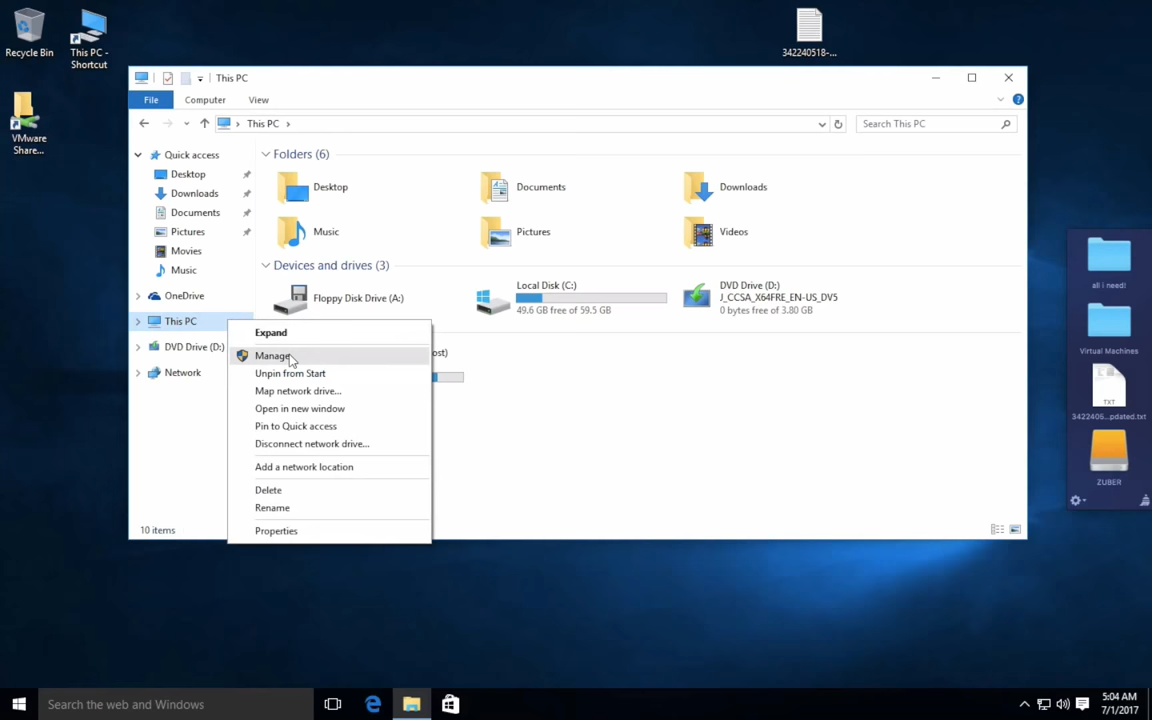 Recycle Bin
This PC -
Shortcut
VMware
Share...
342240518-...
This PC
File
Computer
View
This PC
Search This PC
Quick access
Desktop
Downloads
Documents
Pictures
Movies
Music
OneDrive
This PC
DVD Drive (D:)
Network
10 items
Folders (6)
Desktop
Documents
Downloads
Music
Pictures
Videos
Devices and drives (3)
Floppy Disk Drive (A:)
Local Disk (C:)
49.6 GB free of 59.5 GB
DVD Drive (D:)
J_CCSA_X64FRE_EN-US_DV5
0 bytes free of 3.80 GB
ost)
Expand
Manage
Unpin from Start
Map network drive...
Open in new window
Pin to Quick access
Disconnect network drive...
Add a network location
Delete
Rename
Properties
all i need!
Virtual Machines
TXT
3422405...pdated.txt
ZUBER
Search the web and Windows
5:04 AM
7/1/2017